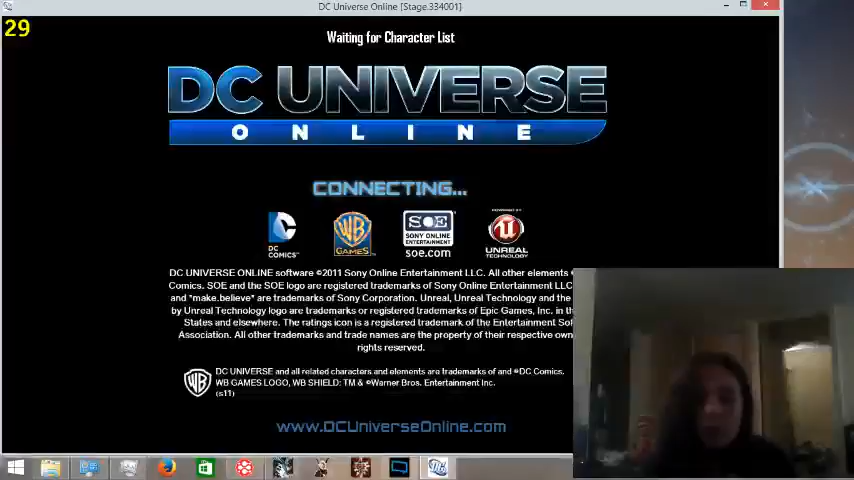 DC Universe Online [Stage.334001]
29
Waiting for Character List
DC UNIVERSE
ONLINE
CONNECTING...
DC COMICS
WB GAMES
SOE
SONY ONLINE ENTERTAINMENT
soe.com
POWERED BY
UNREAL TECHNOLOGY
DC UNIVERSE ONLINE software ©2011 Sony Online Entertainment LLC. All other elements
Comics. SOE and the SOE logo are registered trademarks of Sony Online Entertainment LLC
and "make.believe" are trademarks of Sony Corporation. Unreal, Unreal Technology and the
by Unreal Technology logo are trademarks or registered trademarks of Epic Games, Inc. in the
States and elsewhere. The ratings icon is a registered trademark of the Entertainment
Association. All other trademarks and trade names are the property of their respective
rights reserved.
WB
DC UNIVERSE and all related characters and elements are trademarks of and ©DC Comics.
WB GAMES LOGO, WB SHIELD: TM & ©Warner Bros. Entertainment Inc.
(s11)
www.DCUniverseOnline.com